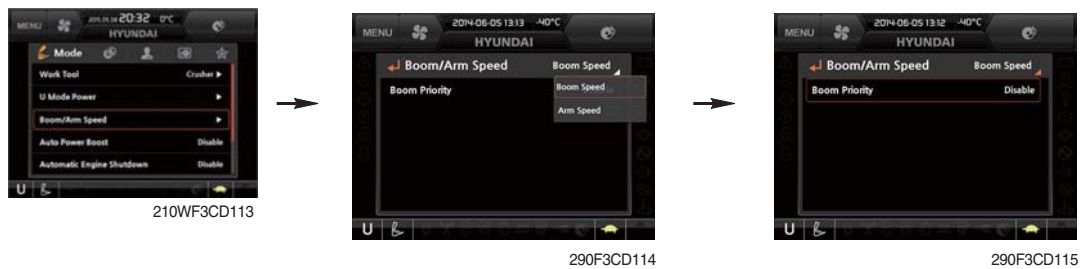 MENU 20:32 0°C
HYUNDAI
Mode
Work Tool Crusher
U Mode Power
Boom/Arm Speed
Auto Power Boost Disable
Automatic Engine Shutdown Disable
U
210WF3CD113
MENU 2014-06-05 13:13 -40°C
HYUNDAI
Boom/Arm Speed Boom Speed
Boom Priority Boom Speed
Arm Speed
U
290F3CD114
MENU 2014-06-05 13:12 -40°C
HYUNDAI
Boom/Arm Speed Boom Speed
Boom Priority Disable
U
290F3CD115